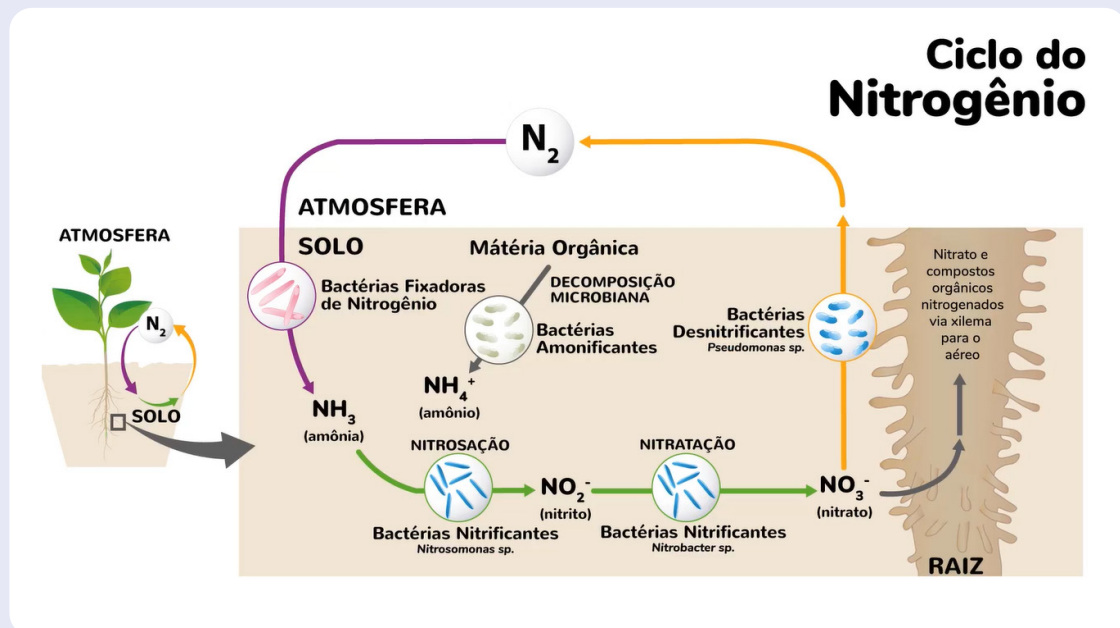 Ciclo do
Nitrogênio
N₂
ATMOSFERA
SOLO
ATMOSFERA
N₂
SOLO
Bactérias Fixadoras
de Nitrogênio
Mátéria Orgânica
DECOMPOSIÇÃO
MICROBIANA
Bactérias
Amonificantes
NH₄⁺
(amônio)
NH₃
(amônia)
NITROSAÇÃO
Bactérias Nitrificantes
Nitrosomonas sp.
NO₂⁻
(nitrito)
NITRATAÇÃO
Bactérias Nitrificantes
Nitrobacter sp.
NO₃⁻
(nitrato)
Bactérias
Desnitrificantes
Pseudomonas sp.
Nitrato e
compostos
orgânicos
nitrogenados
via xilema
para o
aéreo
RAIZ